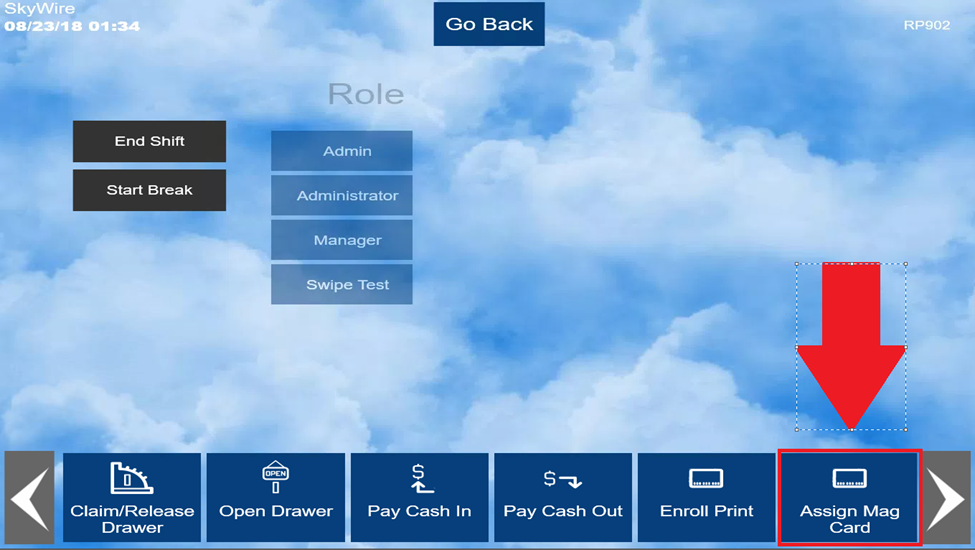 SkyWire
08/23/18 01:34
Go Back
RP902
Role
End Shift
Start Break
Admin
Administrator
Manager
Swipe Test
OPEN
$
$
Claim/Release
Drawer
Open Drawer
Pay Cash In
Pay Cash Out
Enroll Print
Assign Mag
Card